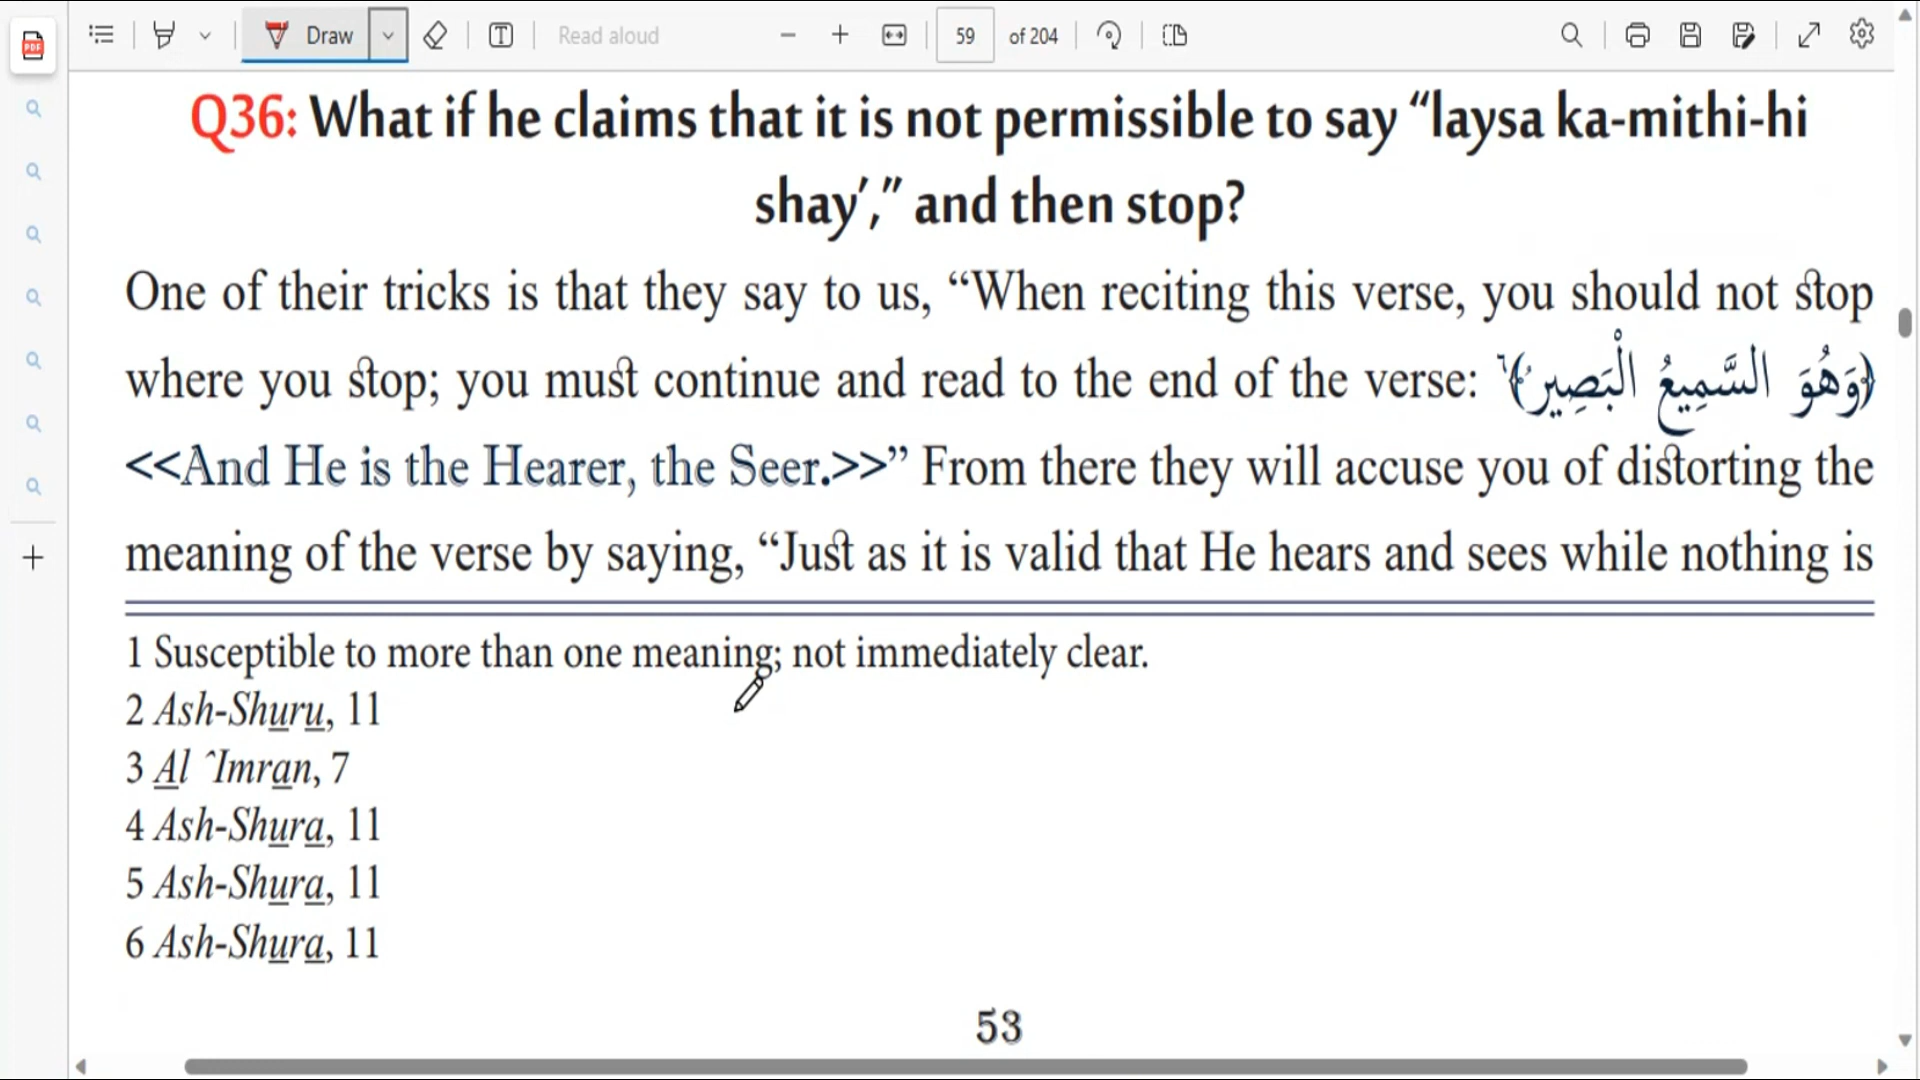 Draw
Read aloud
59 of 204
Q36: What if he claims that it is not permissible to say “laysa ka-mithi-hi
shay’,” and then stop?
One of their tricks is that they say to us, “When reciting this verse, you should not stop
where you stop; you must continue and read to the end of the verse: ﴿وَهُوَ السَّمِيعُ الْبَصِيرُ﴾٦
<<And He is the Hearer, the Seer.>>” From there they will accuse you of distorting the
meaning of the verse by saying, “Just as it is valid that He hears and sees while nothing is
1 Susceptible to more than one meaning; not immediately clear.
2 Ash-Shuru, 11
3 Al ˆImran, 7
4 Ash-Shura, 11
5 Ash-Shura, 11
6 Ash-Shura, 11
53